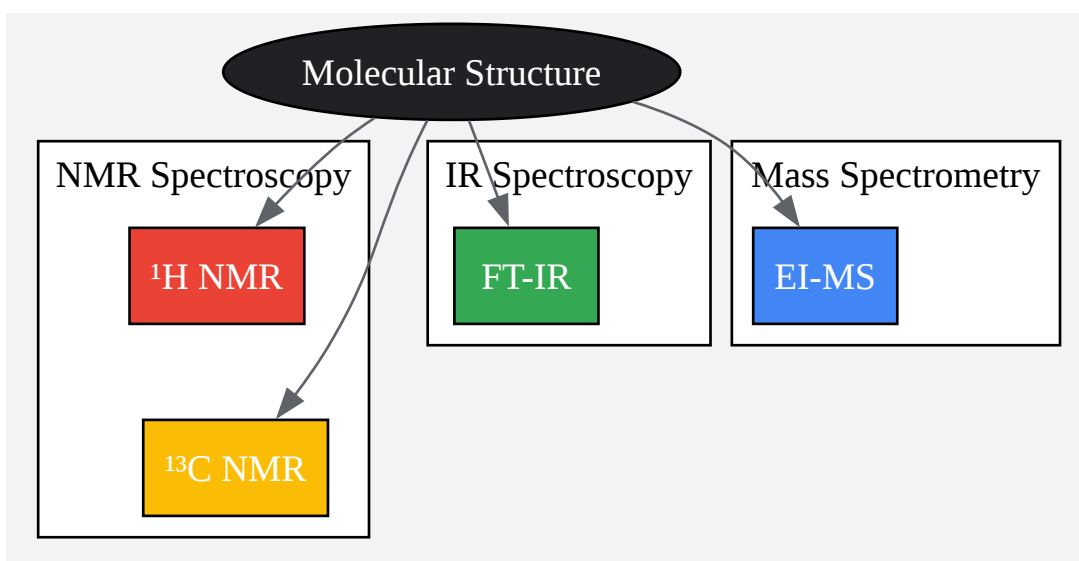 Molecular Structure
NMR Spectroscopy
IR Spectroscopy
Mass Spectrometry
¹H NMR
FT-IR
EI-MS
¹³C NMR